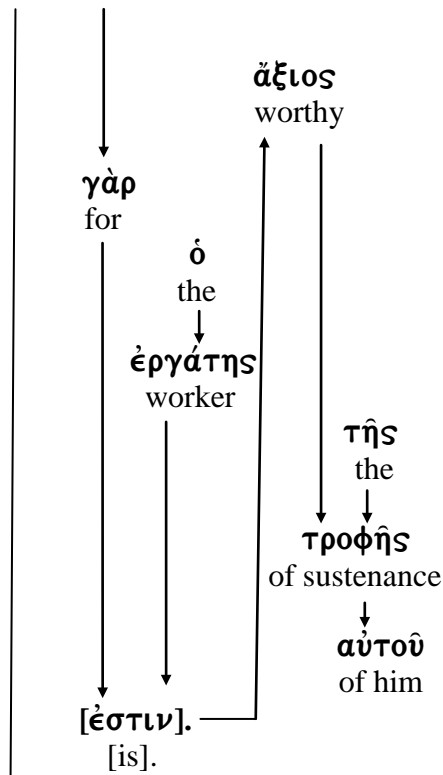 ἄξιος
worthy
γὰρ
for
ὁ
the
ἐργάτης
worker
τῆς
the
τροφῆς
of sustenance
αὐτοῦ
of him
[ἐστιν].
[is].